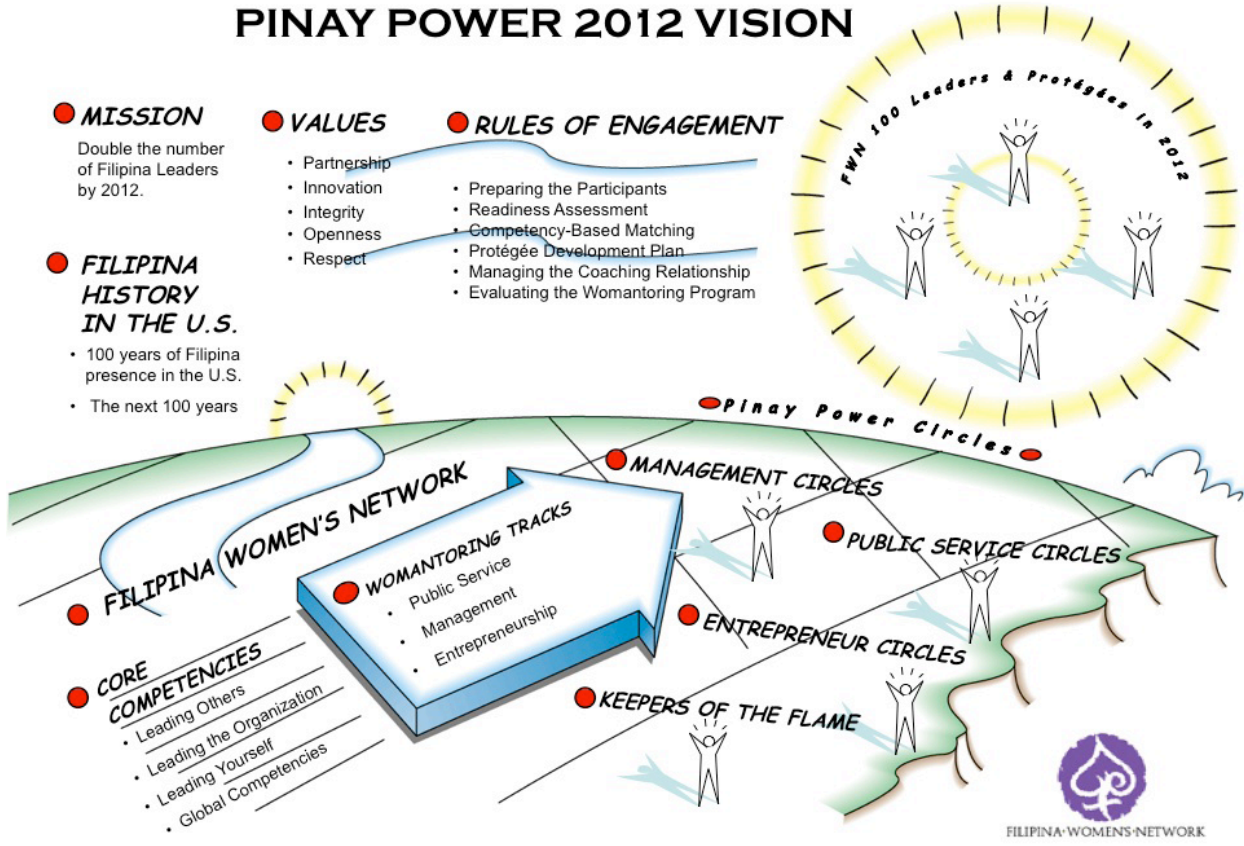 PINAY POWER 2012 VISION
MISSION
Double the number
of Filipina Leaders
by 2012.
VALUES
• Partnership
• Innovation
• Integrity
• Openness
• Respect
RULES OF ENGAGEMENT
• Preparing the Participants
• Readiness Assessment
• Competency-Based Matching
• Protégée Development Plan
• Managing the Coaching Relationship
• Evaluating the Womantoring Program
FWN 100 Leaders & Protégées in 2012
FILIPINA
HISTORY
IN THE U.S.
• 100 years of Filipina
presence in the U.S.
• The next 100 years
Pinay Power Circles
FILIPINA WOMEN'S NETWORK
WOMANTORING TRACKS
• Public Service
• Management
• Entrepreneurship
MANAGEMENT CIRCLES
PUBLIC SERVICE CIRCLES
ENTREPRENEUR CIRCLES
KEEPERS OF THE FLAME
CORE
COMPETENCIES
• Leading Others
• Leading the Organization
• Leading Yourself
• Global Competencies
FILIPINA·WOMEN'S·NETWORK